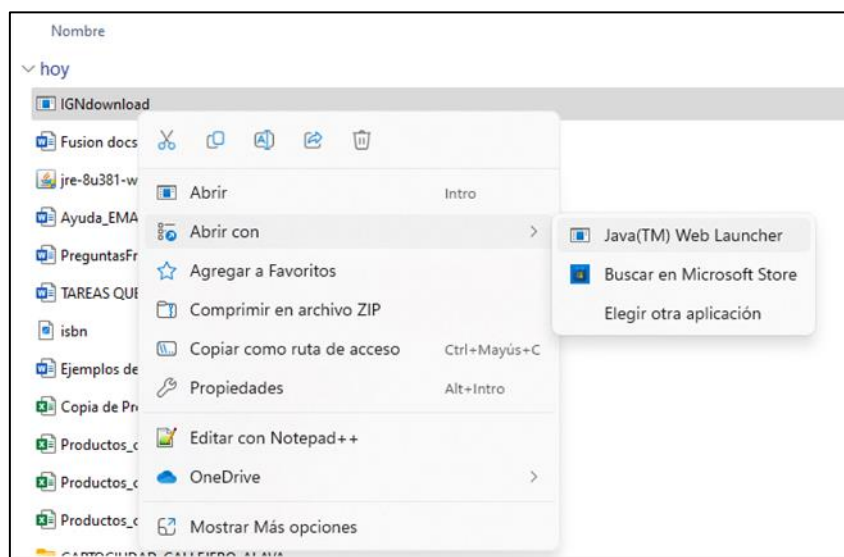 Nombre
hoy
IGNdownload
Fusion docs
jre-8u381-w
Ayuda_EMA
PreguntasFr
TAREAS QUE
isbn
Ejemplos de
Copia de Pr
Productos_c
Productos_c
Productos_c
CARTOCIUDAD_CALLEJERO_ALAVA
Abrir Intro
Abrir con
Agregar a Favoritos
Comprimir en archivo ZIP
Copiar como ruta de acceso Ctrl+Mayús+C
Propiedades Alt+Intro
Editar con Notepad++
OneDrive
Mostrar Más opciones
Java(TM) Web Launcher
Buscar en Microsoft Store
Elegir otra aplicación